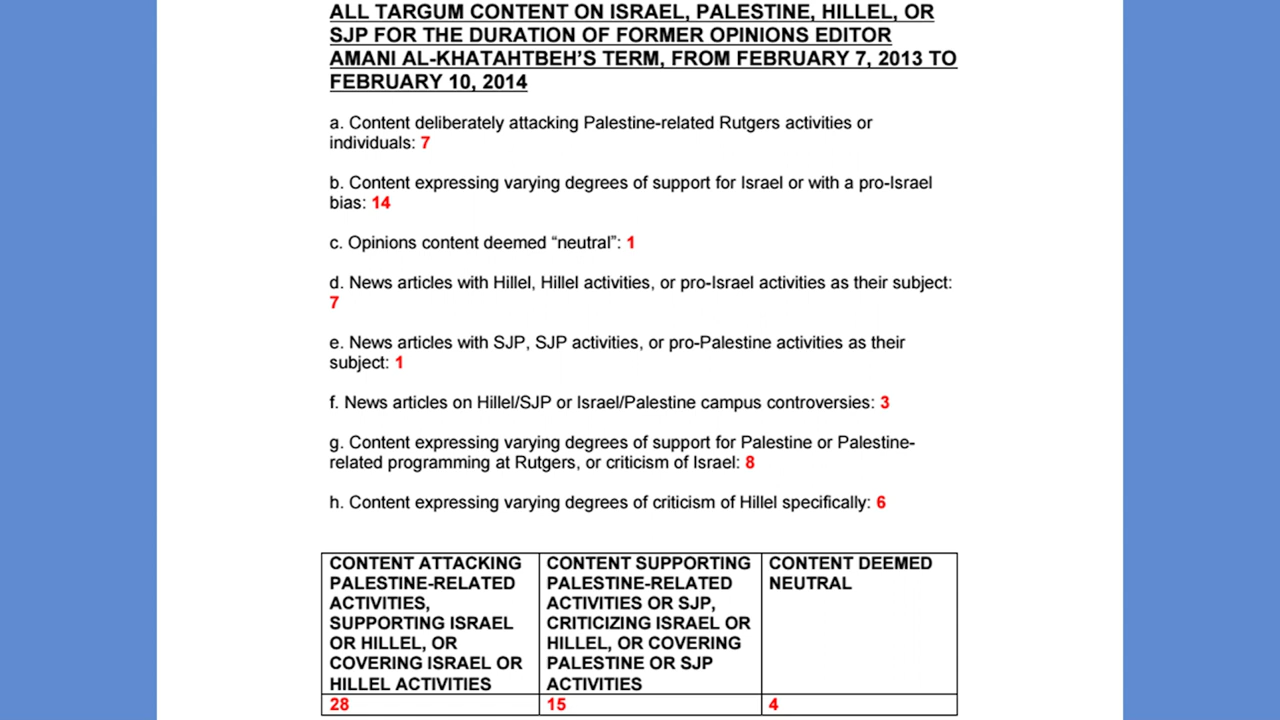 ALL TARGUM CONTENT ON ISRAEL, PALESTINE, HILLEL, OR
SJP FOR THE DURATION OF FORMER OPINIONS EDITOR
AMANI AL-KHATAHTBEH’S TERM, FROM FEBRUARY 7, 2013 TO
FEBRUARY 10, 2014
a. Content deliberately attacking Palestine-related Rutgers activities or
individuals: 7
b. Content expressing varying degrees of support for Israel or with a pro-Israel
bias: 14
c. Opinions content deemed “neutral”: 1
d. News articles with Hillel, Hillel activities, or pro-Israel activities as their subject:
7
e. News articles with SJP, SJP activities, or pro-Palestine activities as their
subject: 1
f. News articles on Hillel/SJP or Israel/Palestine campus controversies: 3
g. Content expressing varying degrees of support for Palestine or Palestine-
related programming at Rutgers, or criticism of Israel: 8
h. Content expressing varying degrees of criticism of Hillel specifically: 6
CONTENT ATTACKING
PALESTINE-RELATED
ACTIVITIES,
SUPPORTING ISRAEL
OR HILLEL, OR
COVERING ISRAEL OR
HILLEL ACTIVITIES
CONTENT SUPPORTING
PALESTINE-RELATED
ACTIVITIES OR SJP,
CRITICIZING ISRAEL OR
HILLEL, OR COVERING
PALESTINE OR SJP
ACTIVITIES
CONTENT DEEMED
NEUTRAL
28
15
4